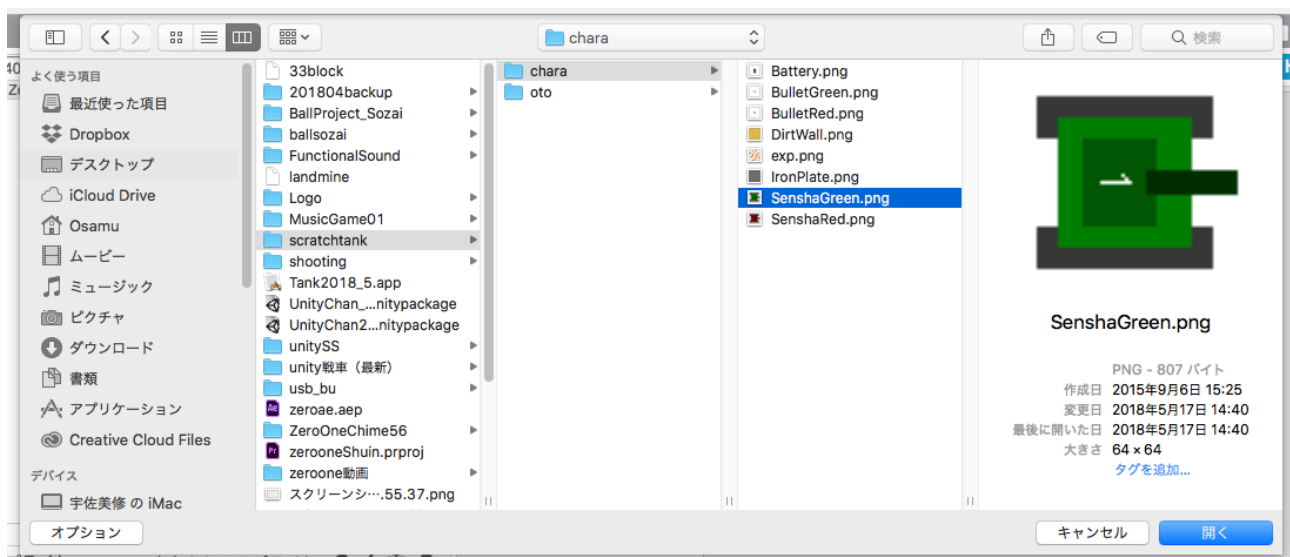 chara
検索
よく使う項目
最近使った項目
Dropbox
デスクトップ
iCloud Drive
Osamu
ムービー
ミュージック
ピクチャ
ダウンロード
書類
アプリケーション
Creative Cloud Files
デバイス
宇佐美修 の iMac
33block
201804backup
BallProject_Sozai
ballsozai
FunctionalSound
landmine
Logo
MusicGame01
scratchtank
shooting
Tank2018_5.app
UnityChan_...nitypackage
UnityChan2...nitypackage
unitySS
unity戦車（最新）
usb_bu
zeroae.aep
ZeroOneChime56
zerooneShuin.prproj
zeroone動画
スクリーンシ….55.37.png
chara
oto
Battery.png
BulletGreen.png
BulletRed.png
DirtWall.png
exp.png
IronPlate.png
SenshaGreen.png
SenshaRed.png
SenshaGreen.png
PNG - 807 バイト
作成日 2015年9月6日 15:25
変更日 2018年5月17日 14:40
最後に開いた日 2018年5月17日 14:40
大きさ 64×64
タグを追加...
オプション
キャンセル
開く